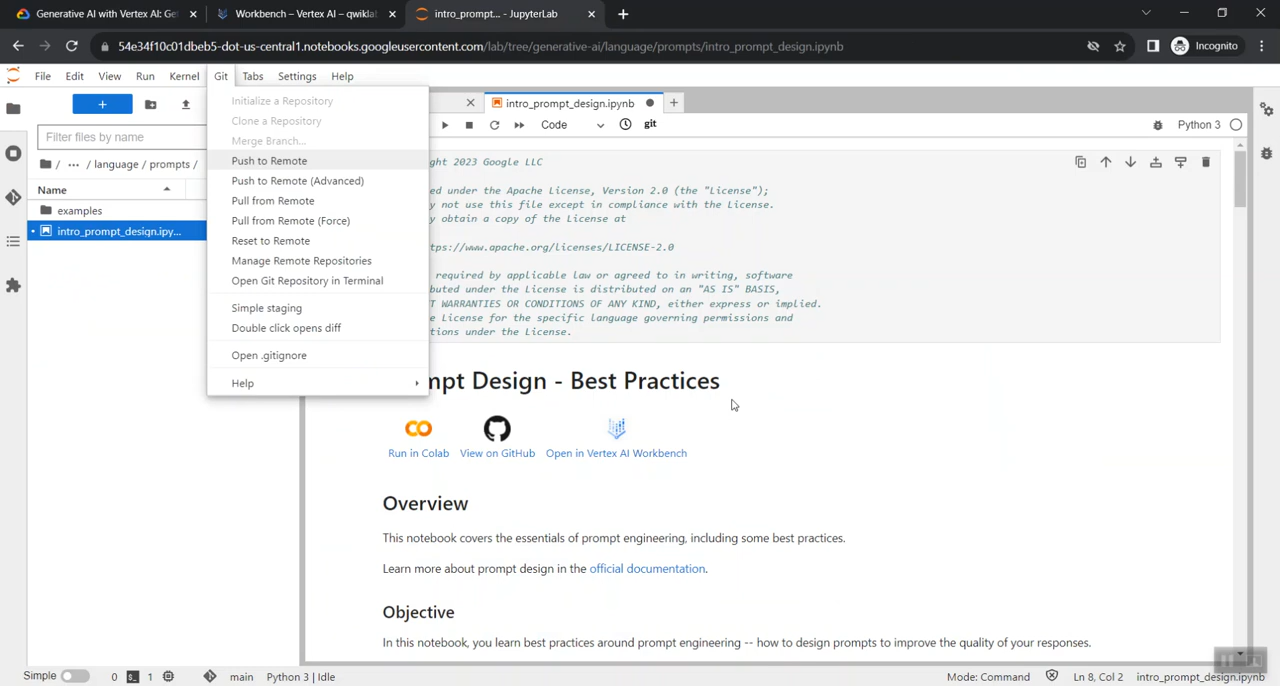 Generative AI with Vertex AI: Ge
Workbench – Vertex AI – qwiklab
intro_prompt... - JupyterLab
54e34f10c01dbeb5-dot-us-central1.notebooks.googleusercontent.com/lab/tree/generative-ai/language/prompts/intro_prompt_design.ipynb
Incognito
File Edit View Run Kernel Git Tabs Settings Help
Initialize a Repository
Clone a Repository
Merge Branch...
Push to Remote
Push to Remote (Advanced)
Pull from Remote
Pull from Remote (Force)
Reset to Remote
Manage Remote Repositories
Open Git Repository in Terminal
Simple staging
Double click opens diff
Open .gitignore
Help
Filter files by name
/ ... / language / prompts /
Name
examples
intro_prompt_design.ipy...
intro_prompt_design.ipynb
Code
git
Python 3
ght 2023 Google LLC
ed under the Apache License, Version 2.0 (the "License");
y not use this file except in compliance with the License.
y obtain a copy of the License at
tps://www.apache.org/licenses/LICENSE-2.0
required by applicable law or agreed to in writing, software
buted under the License is distributed on an "AS IS" BASIS,
T WARRANTIES OR CONDITIONS OF ANY KIND, either express or implied.
e License for the specific language governing permissions and
tions under the License.
mpt Design - Best Practices
Run in Colab
View on GitHub
Open in Vertex AI Workbench
Overview
This notebook covers the essentials of prompt engineering, including some best practices.
Learn more about prompt design in the official documentation.
Objective
In this notebook, you learn best practices around prompt engineering -- how to design prompts to improve the quality of your responses.
Simple 0 1 main Python 3 | Idle
Mode: Command Ln 8, Col 2 intro_prompt_design.ipynb